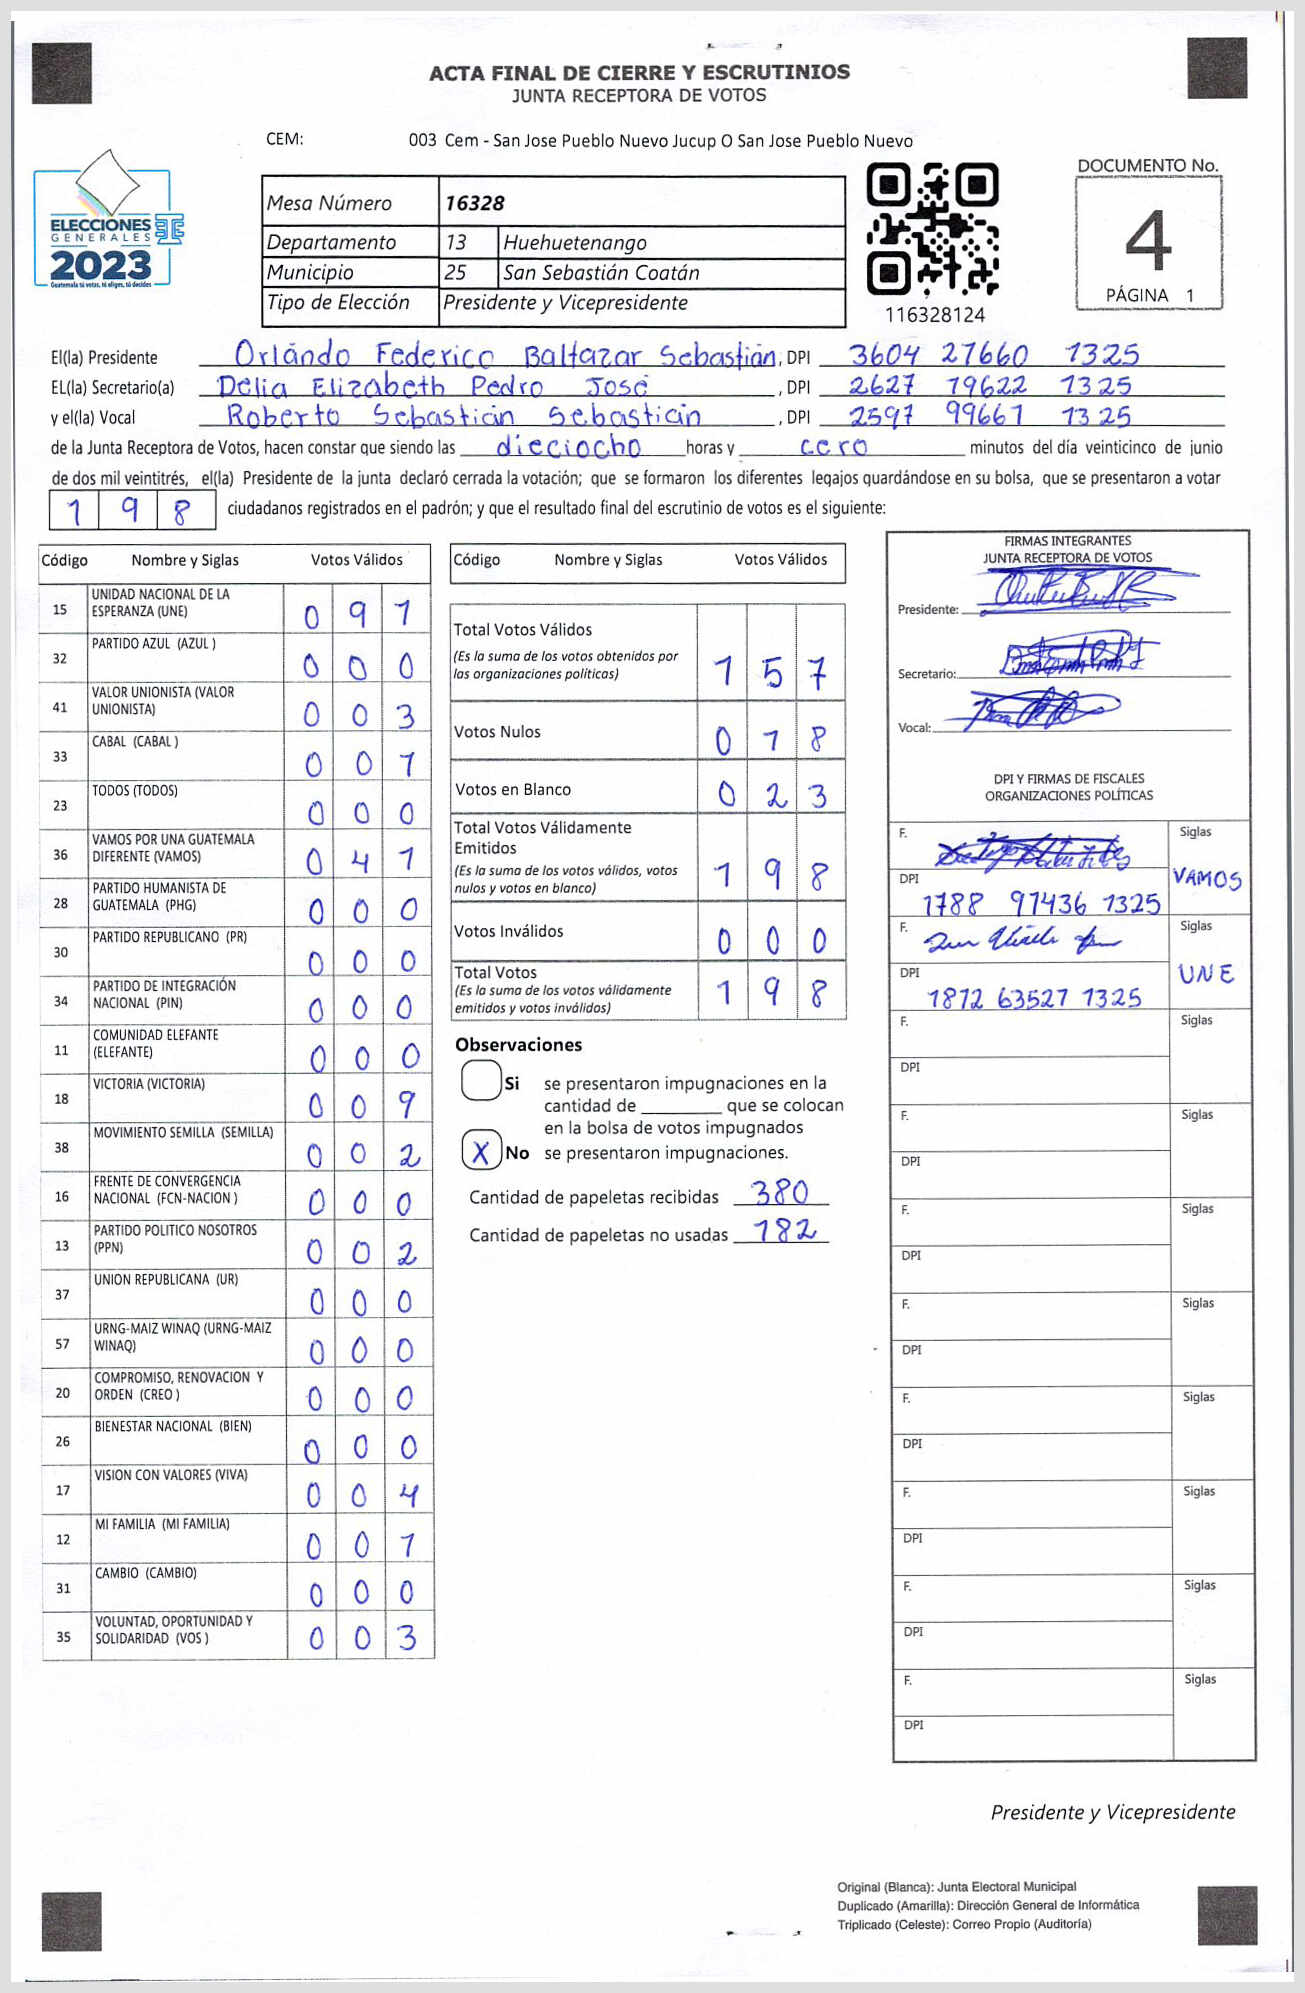 ACTA FINAL DE CIERRE Y ESCRUTINIOS
JUNTA RECEPTORA DE VOTOS
CEM: 003 Cem - San Jose Pueblo Nuevo Jucup O San Jose Pueblo Nuevo
ELECCIONES
GENERALES
2023
Guatemala tú votas, tú eliges, tú decides
Mesa Número 16328
Departamento 13 Huehuetenango
Municipio 25 San Sebastián Coatán
Tipo de Elección Presidente y Vicepresidente
116328124
DOCUMENTO No.
4
PÁGINA 1
El(la) Presidente Orlándo Federico Baltazar Sebastián, DPI 3604 27660 1325
EL(la) Secretario(a) Delia Elizabeth Pedro José, DPI 2627 19622 1325
y el(la) Vocal Roberto Sebastián Sebastián, DPI 2597 99661 1325
de la Junta Receptora de Votos, hacen constar que siendo las dieciocho horas y cero minutos del día veinticinco de junio
de dos mil veintitrés, el(la) Presidente de la junta declaró cerrada la votación; que se formaron los diferentes legajos quardándose en su bolsa, que se presentaron a votar
198 ciudadanos registrados en el padrón; y que el resultado final del escrutinio de votos es el siguiente:
Código Nombre y Siglas Votos Válidos
15 UNIDAD NACIONAL DE LA ESPERANZA (UNE) 0 9 1
32 PARTIDO AZUL (AZUL ) 0 0 0
41 VALOR UNIONISTA (VALOR UNIONISTA) 0 0 3
33 CABAL (CABAL ) 0 0 1
23 TODOS (TODOS) 0 0 0
36 VAMOS POR UNA GUATEMALA DIFERENTE (VAMOS) 0 4 1
28 PARTIDO HUMANISTA DE GUATEMALA (PHG) 0 0 0
30 PARTIDO REPUBLICANO (PR) 0 0 0
34 PARTIDO DE INTEGRACIÓN NACIONAL (PIN) 0 0 0
11 COMUNIDAD ELEFANTE (ELEFANTE) 0 0 0
18 VICTORIA (VICTORIA) 0 0 9
38 MOVIMIENTO SEMILLA (SEMILLA) 0 0 2
16 FRENTE DE CONVERGENCIA NACIONAL (FCN-NACION ) 0 0 0
13 PARTIDO POLITICO NOSOTROS (PPN) 0 0 2
37 UNION REPUBLICANA (UR) 0 0 0
57 URNG-MAIZ WINAQ (URNG-MAIZ WINAQ) 0 0 0
20 COMPROMISO, RENOVACION Y ORDEN (CREO ) 0 0 0
26 BIENESTAR NACIONAL (BIEN) 0 0 0
17 VISION CON VALORES (VIVA) 0 0 4
12 MI FAMILIA (MI FAMILIA) 0 0 1
31 CAMBIO (CAMBIO) 0 0 0
35 VOLUNTAD, OPORTUNIDAD Y SOLIDARIDAD (VOS ) 0 0 3
Código Nombre y Siglas Votos Válidos
Total Votos Válidos
(Es la suma de los votos obtenidos por
las organizaciones politicas) 1 5 7
Votos Nulos 0 1 8
Votos en Blanco 0 2 3
Total Votos Válidamente
Emitidos
(Es la suma de los votos válidos, votos
nulos y votos en blanco) 1 9 8
Votos Inválidos 0 0 0
Total Votos
(Es la suma de los votos válidamente
emitidos y votos inválidos) 1 9 8
Observaciones
Si se presentaron impugnaciones en la
cantidad de ________ que se colocan
en la bolsa de votos impugnados
X No se presentaron impugnaciones.
Cantidad de papeletas recibidas 380
Cantidad de papeletas no usadas 182
FIRMAS INTEGRANTES
JUNTA RECEPTORA DE VOTOS
Presidente:
Secretario:
Vocal:
DPI Y FIRMAS DE FISCALES
ORGANIZACIONES POLÍTICAS
F. Siglas
VAMOS
DPI
1788 97436 1325
F. Siglas
UNE
DPI
1812 63527 1325
F. Siglas
DPI
F. Siglas
DPI
F. Siglas
DPI
F. Siglas
DPI
F. Siglas
DPI
F. Siglas
DPI
F. Siglas
DPI
F. Siglas
DPI
Presidente y Vicepresidente
Original (Blanca): Junta Electoral Municipal
Duplicado (Amarilla): Dirección General de Informática
Triplicado (Celeste): Correo Propio (Auditoría)